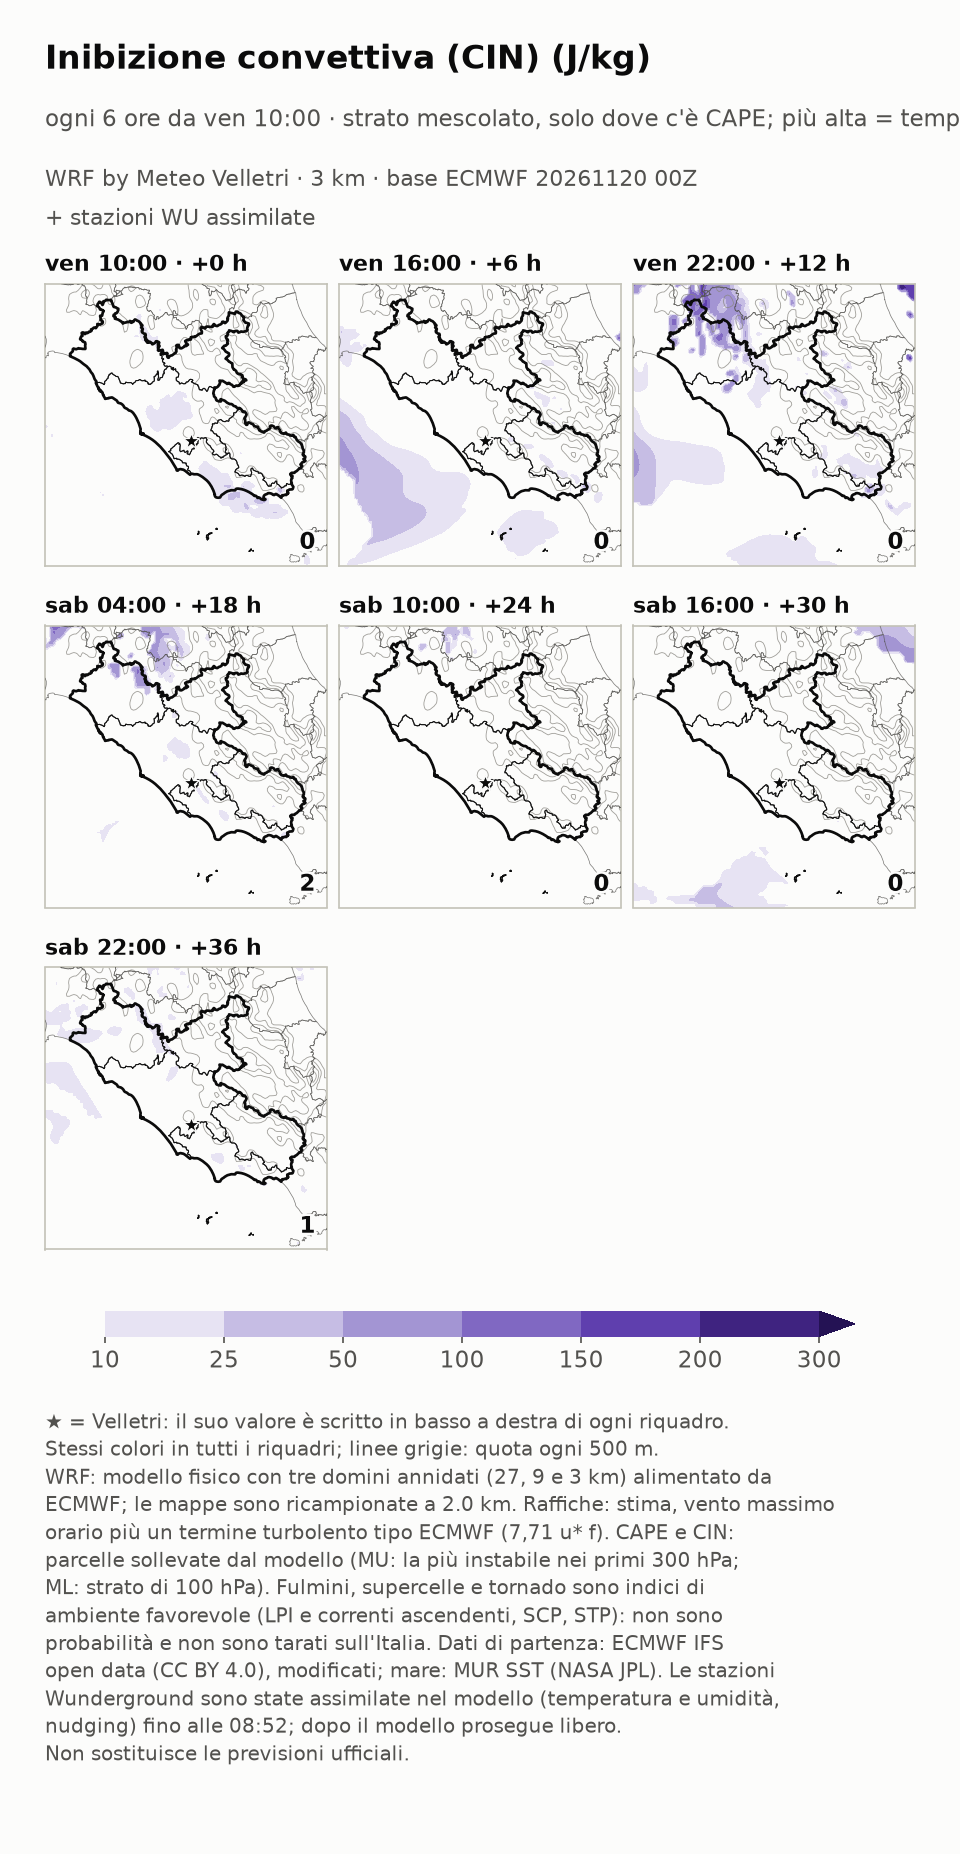 Inibizione convettiva (CIN) (J/kg)
ogni 6 ore da ven 10:00 · strato mescolato, solo dove c'è CAPE; più alta = temp
WRF by Meteo Velletri · 3 km · base ECMWF 20261120 00Z
+ stazioni WU assimilate
ven 10:00 · +0 h
0
ven 16:00 · +6 h
0
ven 22:00 · +12 h
0
sab 04:00 · +18 h
2
sab 10:00 · +24 h
0
sab 16:00 · +30 h
0
sab 22:00 · +36 h
1
10 25 50 100 150 200 300
★ = Velletri: il suo valore è scritto in basso a destra di ogni riquadro.
Stessi colori in tutti i riquadri; linee grigie: quota ogni 500 m.
WRF: modello fisico con tre domini annidati (27, 9 e 3 km) alimentato da
ECMWF; le mappe sono ricampionate a 2.0 km. Raffiche: stima, vento massimo
orario più un termine turbolento tipo ECMWF (7,71 u* f). CAPE e CIN:
parcelle sollevate dal modello (MU: la più instabile nei primi 300 hPa;
ML: strato di 100 hPa). Fulmini, supercelle e tornado sono indici di
ambiente favorevole (LPI e correnti ascendenti, SCP, STP): non sono
probabilità e non sono tarati sull'Italia. Dati di partenza: ECMWF IFS
open data (CC BY 4.0), modificati; mare: MUR SST (NASA JPL). Le stazioni
Wunderground sono state assimilate nel modello (temperatura e umidità,
nudging) fino alle 08:52; dopo il modello prosegue libero.
Non sostituisce le previsioni ufficiali.